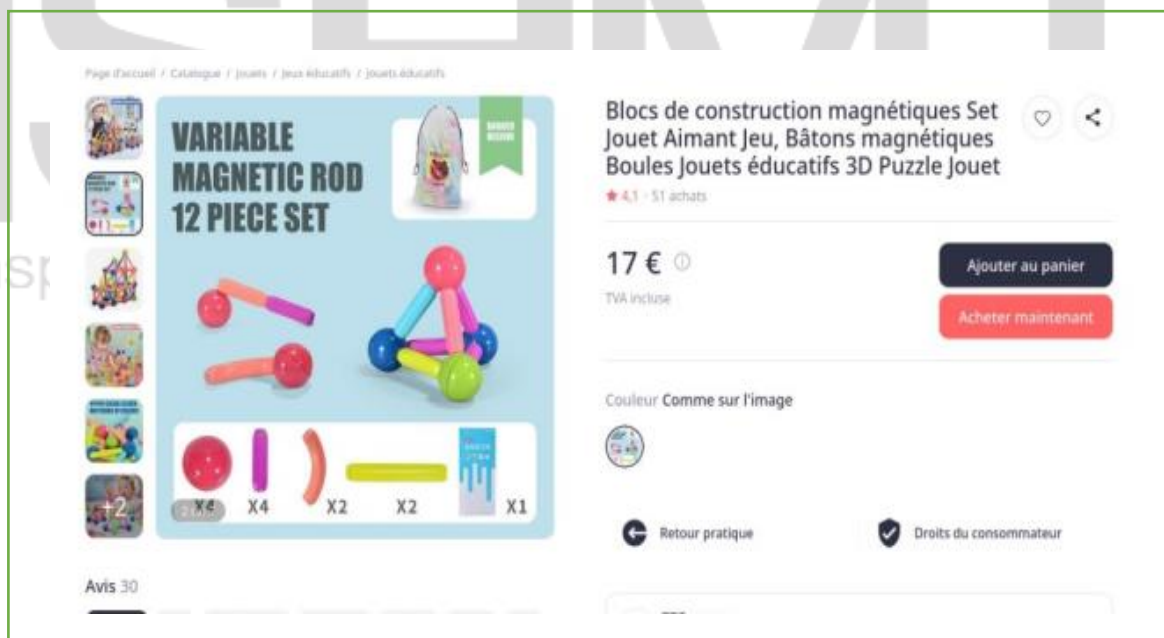 Page d'accueil / Catalogue / Jouets / Jeux éducatifs / Jouets éducatifs
VARIABLE
MAGNETIC ROD
12 PIECE SET
X4
X4
X2
X2
X1
+2
Avis 30
Blocs de construction magnétiques Set
Jouet Aimant Jeu, Bâtons magnétiques
Boules Jouets éducatifs 3D Puzzle Jouet
4,1 · 51 achats
17 €
TVA incluse
Ajouter au panier
Acheter maintenant
Couleur Comme sur l'image
Retour pratique
Droits du consommateur